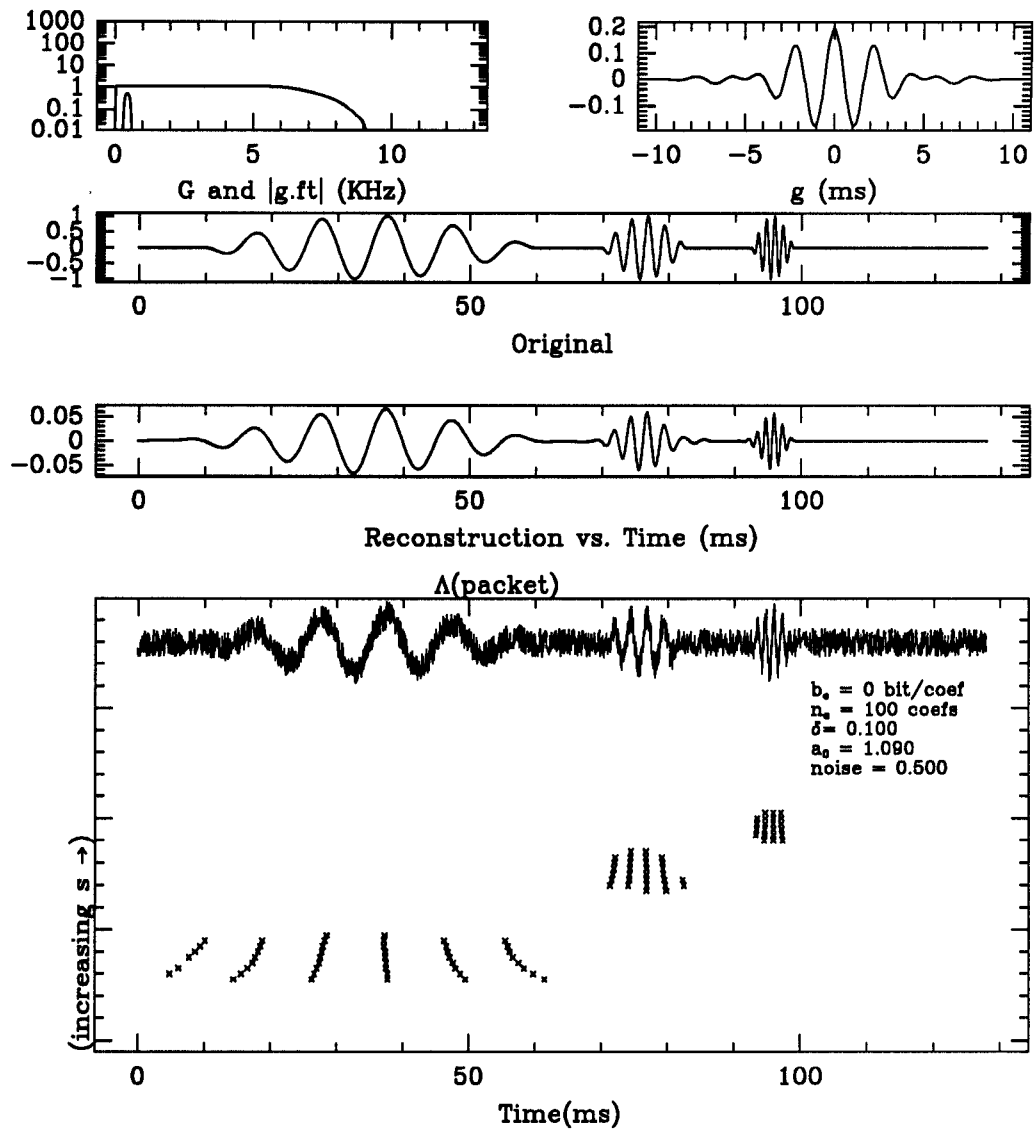 1000
100
10
1
0.1
0.01
0 5 10
G and |g.ft| (KHz)
0.2
0.1
0
−0.1
−10 −5 0 5 10
g (ms)
1
0.5
0
−0.5
−1
0 50 100
Original
0.05
0
−0.05
0 50 100
Reconstruction vs. Time (ms)
Λ(packet)
bₑ = 0 bit/coef
nₑ = 100 coefs
δ= 0.100
a₀ = 1.090
noise = 0.500
(increasing s →)
0 50 100
Time(ms)